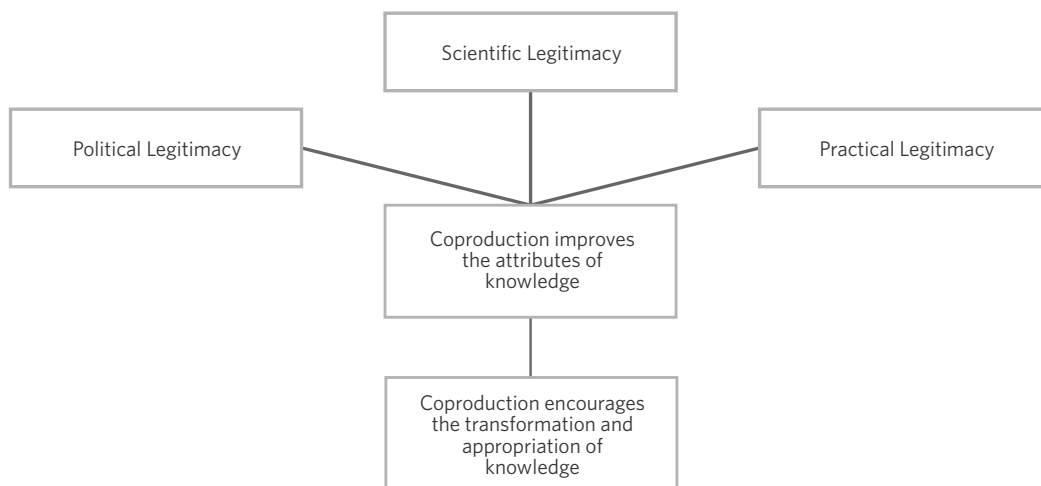 Scientific Legitimacy
Political Legitimacy
Practical Legitimacy
Coproduction improves
the attributes of
knowledge
Coproduction encourages
the transformation and
appropriation of
knowledge